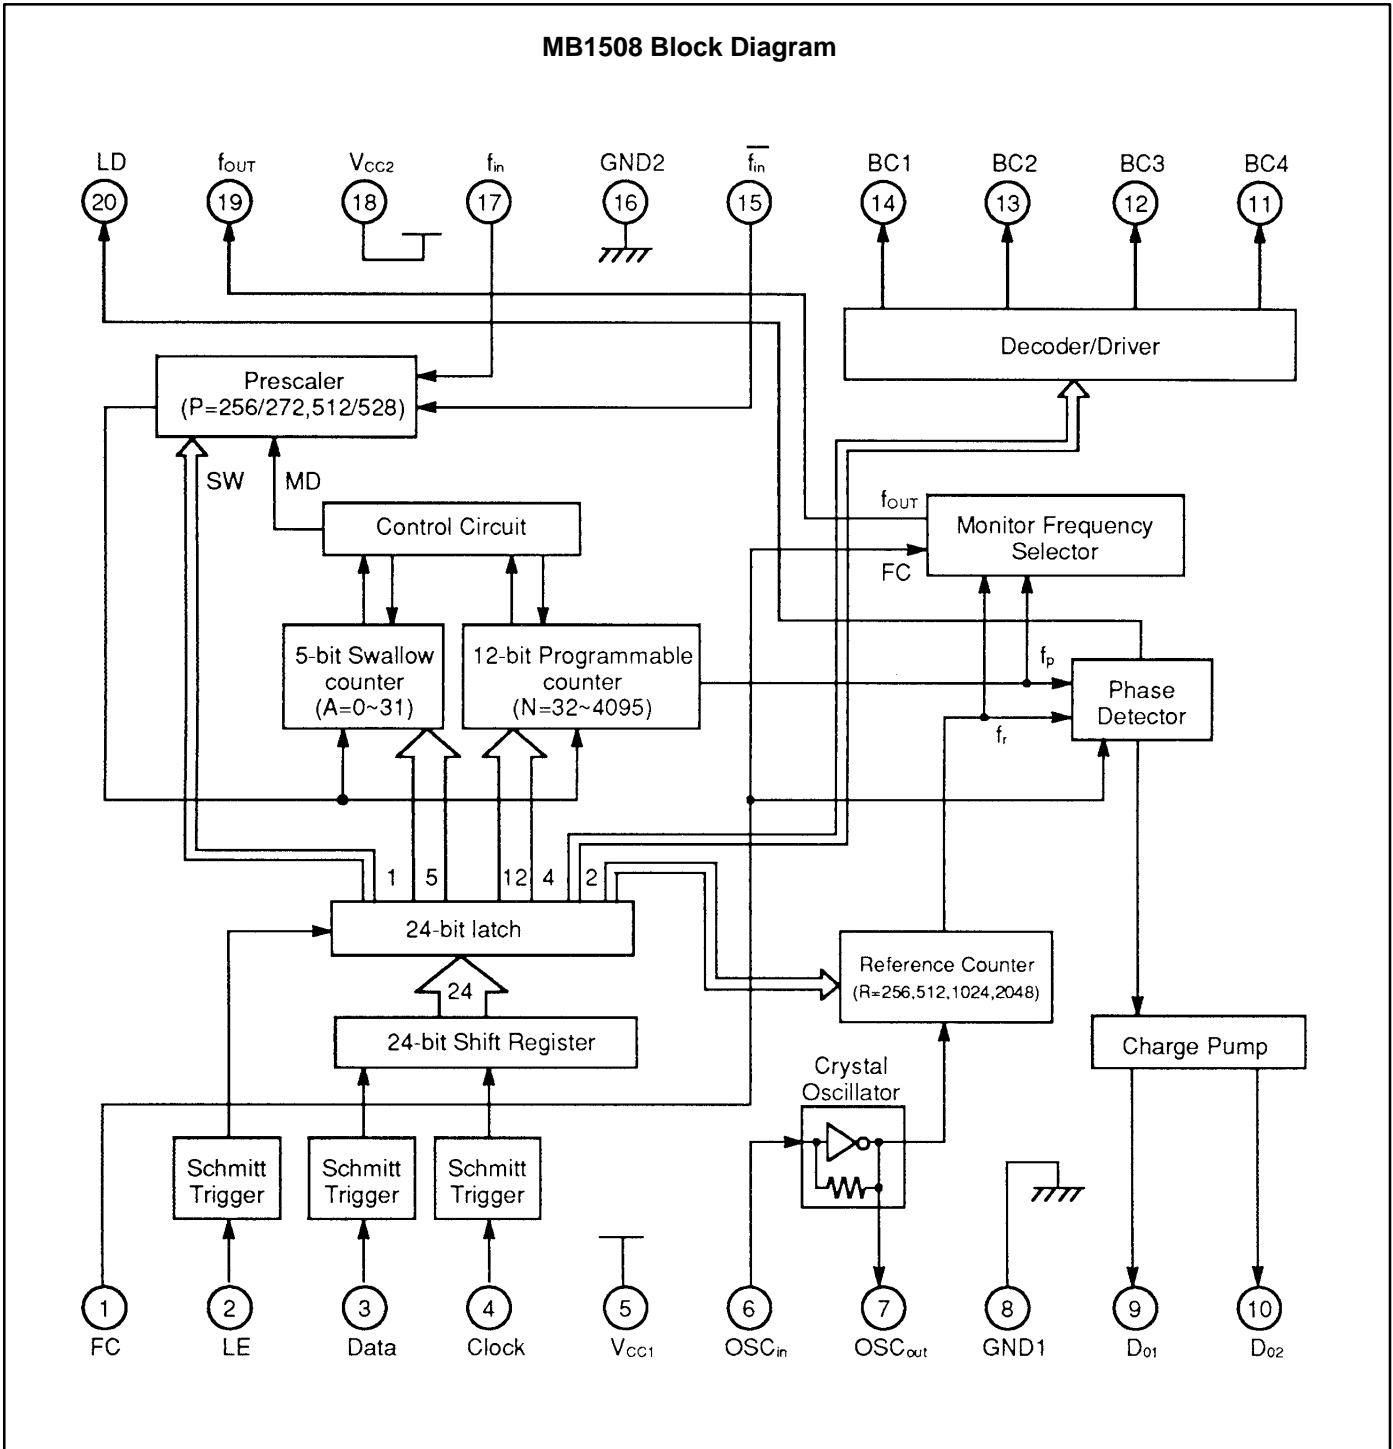 MB1508 Block Diagram
LD
fOUT
VCC2
fin
GND2
f̅i̅n̅
BC1
BC2
BC3
BC4
20
19
18
17
16
15
14
13
12
11
Decoder/Driver
Prescaler
(P=256/272,512/528)
SW
MD
Control Circuit
fOUT
Monitor Frequency
Selector
FC
5-bit Swallow
counter
(A=0~31)
12-bit Programmable
counter
(N=32~4095)
fp
Phase
Detector
fr
1
5
12
4
2
24-bit latch
24
Reference Counter
(R=256,512,1024,2048)
24-bit Shift Register
Charge Pump
Crystal
Oscillator
Schmitt
Trigger
Schmitt
Trigger
Schmitt
Trigger
1
2
3
4
5
6
7
8
9
10
FC
LE
Data
Clock
VCC1
OSCin
OSCout
GND1
D01
D02